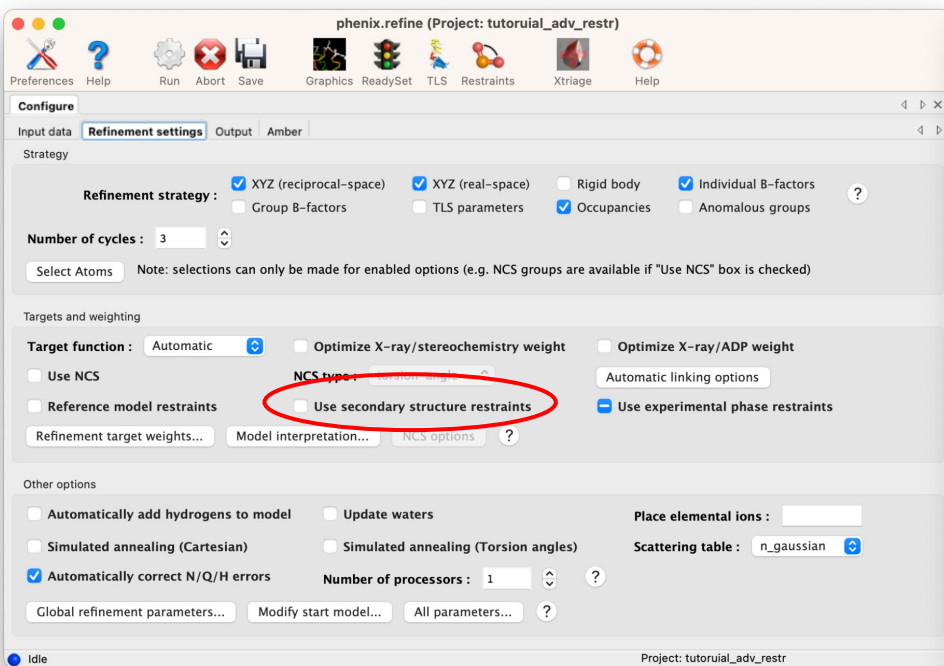 phenix.refine (Project: tutoruial_adv_restr)
Preferences Help Run Abort Save Graphics ReadySet TLS Restraints Xtriage Help
Configure
Input data Refinement settings Output Amber
Strategy
Refinement strategy : XYZ (reciprocal-space) XYZ (real-space) Rigid body Individual B-factors ?
Group B-factors TLS parameters Occupancies Anomalous groups
Number of cycles : 3
Select Atoms Note: selections can only be made for enabled options (e.g. NCS groups are available if "Use NCS" box is checked)
Targets and weighting
Target function : Automatic Optimize X-ray/stereochemistry weight Optimize X-ray/ADP weight
Use NCS NCS type : torsion-angle Automatic linking options
Reference model restraints Use secondary structure restraints Use experimental phase restraints
Refinement target weights... Model interpretation... NCS options ?
Other options
Automatically add hydrogens to model Update waters Place elemental ions :
Simulated annealing (Cartesian) Simulated annealing (Torsion angles) Scattering table : n_gaussian
Automatically correct N/Q/H errors Number of processors : 1 ?
Global refinement parameters... Modify start model... All parameters... ?
Idle Project: tutoruial_adv_restr